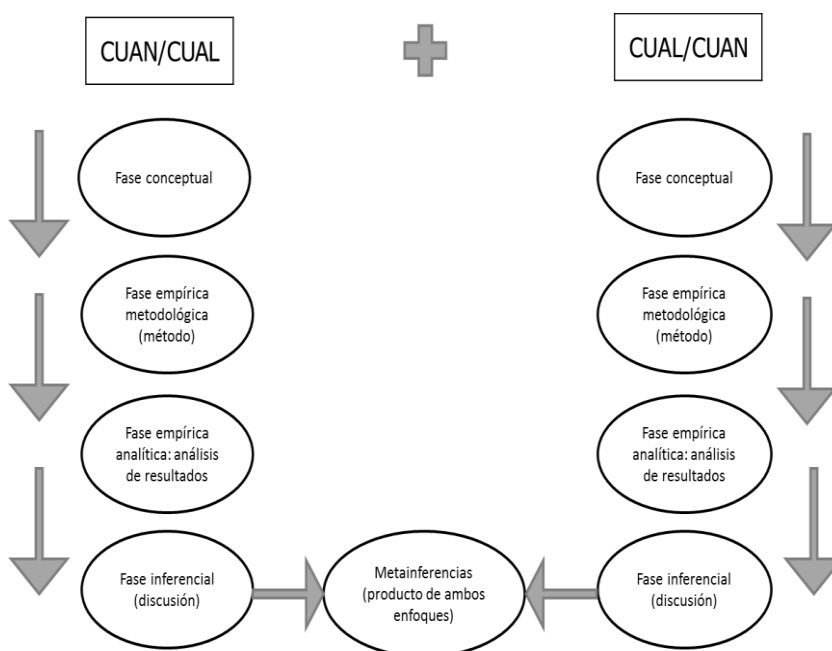 CUAN/CUAL
Fase conceptual
Fase empírica
metodológica
(método)
Fase empírica
analítica: análisis
de resultados
Fase inferencial
(discusión)
CUAL/CUAN
Fase conceptual
Fase empírica
metodológica
(método)
Fase empírica
analítica: análisis
de resultados
Fase inferencial
(discusión)
Metainferencias
(producto de ambos
enfoques)